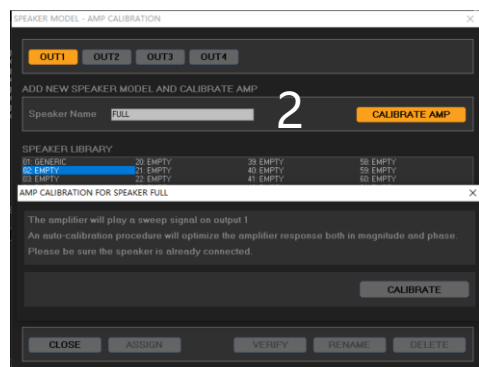 SPEAKER MODEL - AMP CALIBRATION
OUT1 OUT2 OUT3 OUT4
ADD NEW SPEAKER MODEL AND CALIBRATE AMP
2
Speaker Name FULL CALIBRATE AMP
SPEAKER LIBRARY
01: GENERIC 20: EMPTY 39: EMPTY 58: EMPTY
02: EMPTY 21: EMPTY 40: EMPTY 59: EMPTY
03: EMPTY 22: EMPTY 41: EMPTY 60: EMPTY
AMP CALIBRATION FOR SPEAKER FULL
The amplifier will play a sweep signal on output 1
An auto-calibration procedure will optimize the amplifier response both in magnitude and phase.
Please be sure the speaker is already connected.
CALIBRATE
CLOSE ASSIGN VERIFY RENAME DELETE